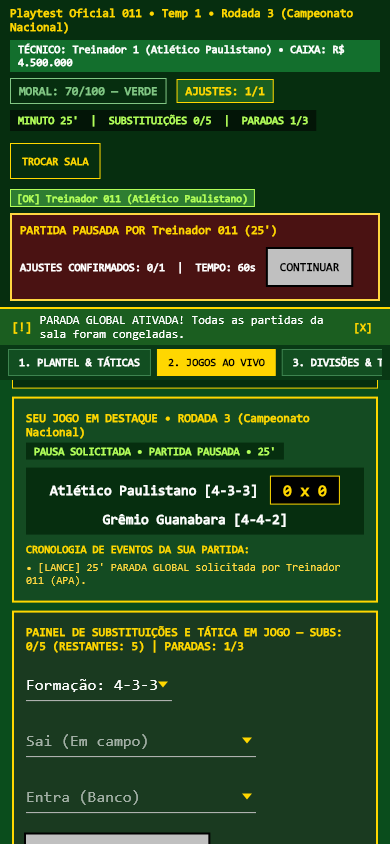 Playtest Oficial 011 • Temp 1 • Rodada 3 (Campeonato
Nacional)
TÉCNICO: Treinador 1 (Atlético Paulistano) • CAIXA: R$
4.500.000
MORAL: 70/100 — VERDE
AJUSTES: 1/1
MINUTO 25' | SUBSTITUIÇÕES 0/5 | PARADAS 1/3
TROCAR SALA
[OK] Treinador 011 (Atlético Paulistano)
PARTIDA PAUSADA POR Treinador 011 (25')
AJUSTES CONFIRMADOS: 0/1 | TEMPO: 60s
CONTINUAR
[!] PARADA GLOBAL ATIVADA! Todas as partidas da
sala foram congeladas.
[X]
1. PLANTEL & TÁTICAS
2. JOGOS AO VIVO
3. DIVISÕES & T
SEU JOGO EM DESTAQUE • RODADA 3 (Campeonato
Nacional)
PAUSA SOLICITADA • PARTIDA PAUSADA • 25'
Atlético Paulistano [4-3-3] 0 x 0
Grêmio Guanabara [4-4-2]
CRONOLOGIA DE EVENTOS DA SUA PARTIDA:
• [LANCE] 25' PARADA GLOBAL solicitada por Treinador
011 (APA).
PAINEL DE SUBSTITUIÇÕES E TÁTICA EM JOGO — SUBS:
0/5 (RESTANTES: 5) | PARADAS: 1/3
Formação: 4-3-3
Sai (Em campo)
Entra (Banco)